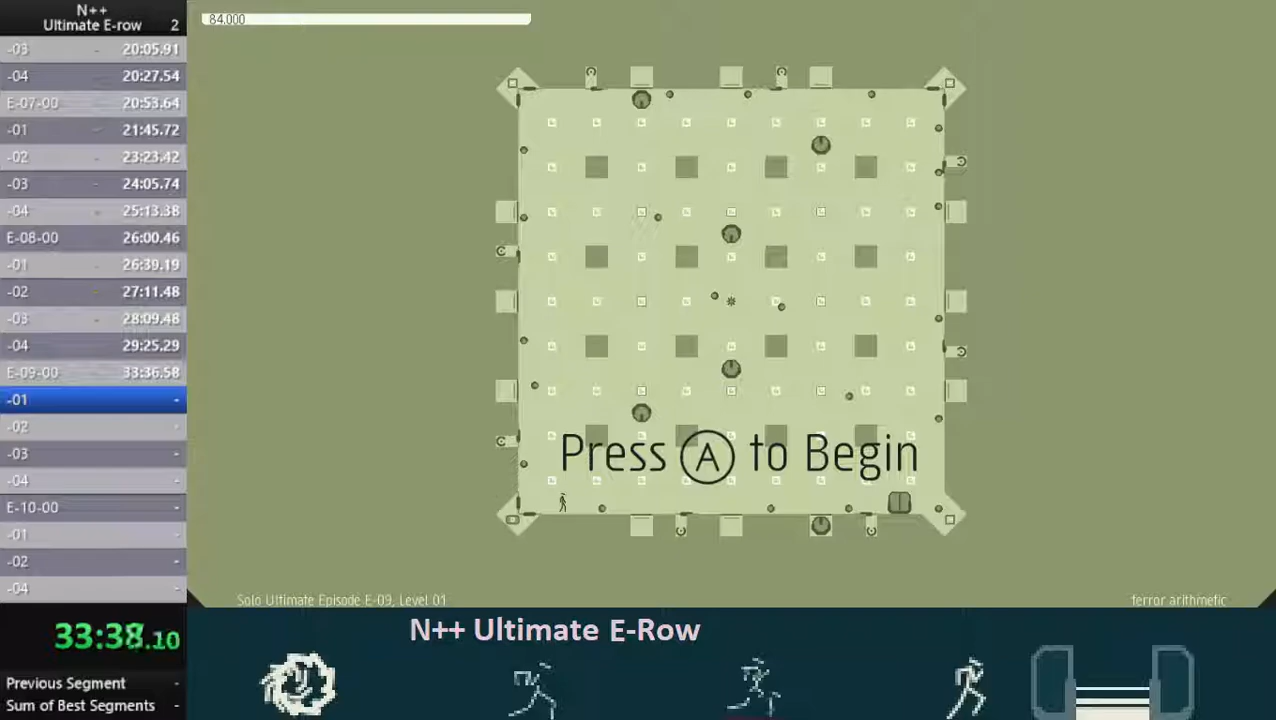 N++
Ultimate E-row 2
-03 - 20:05.91
-04 - 20:27.54
E-07-00 - 20:53.64
-01 - 21:45.72
-02 - 23:23.42
-03 - 24:05.74
-04 - 25:13.38
E-08-00 - 26:00.46
-01 - 26:39.19
-02 - 27:11.48
-03 - 28:09.48
-04 - 29:25.29
E-09-00 - 33:36.58
-01 -
-02 -
-03 -
-04 -
E-10-00 -
-01 -
-02 -
-04 -
33:38.10
Previous Segment -
Sum of Best Segments -
84.000
Press A to Begin
Solo Ultimate Episode E-09, Level 01
terror arithmetic
N++ Ultimate E-Row